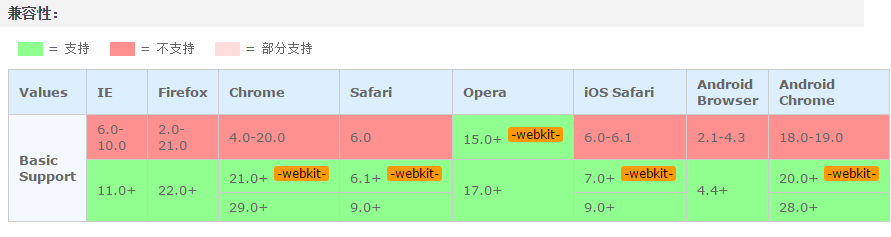 兼容性：
= 支持 = 不支持 = 部分支持
Values IE Firefox Chrome Safari Opera iOS Safari Android Browser Android Chrome
Basic Support
6.0-10.0 2.0-21.0 4.0-20.0 6.0 15.0+ -webkit- 6.0-6.1 2.1-4.3 18.0-19.0
11.0+ 22.0+ 21.0+ -webkit- 6.1+ -webkit- 17.0+ 7.0+ -webkit- 4.4+ 20.0+ -webkit-
29.0+ 9.0+ 9.0+ 28.0+